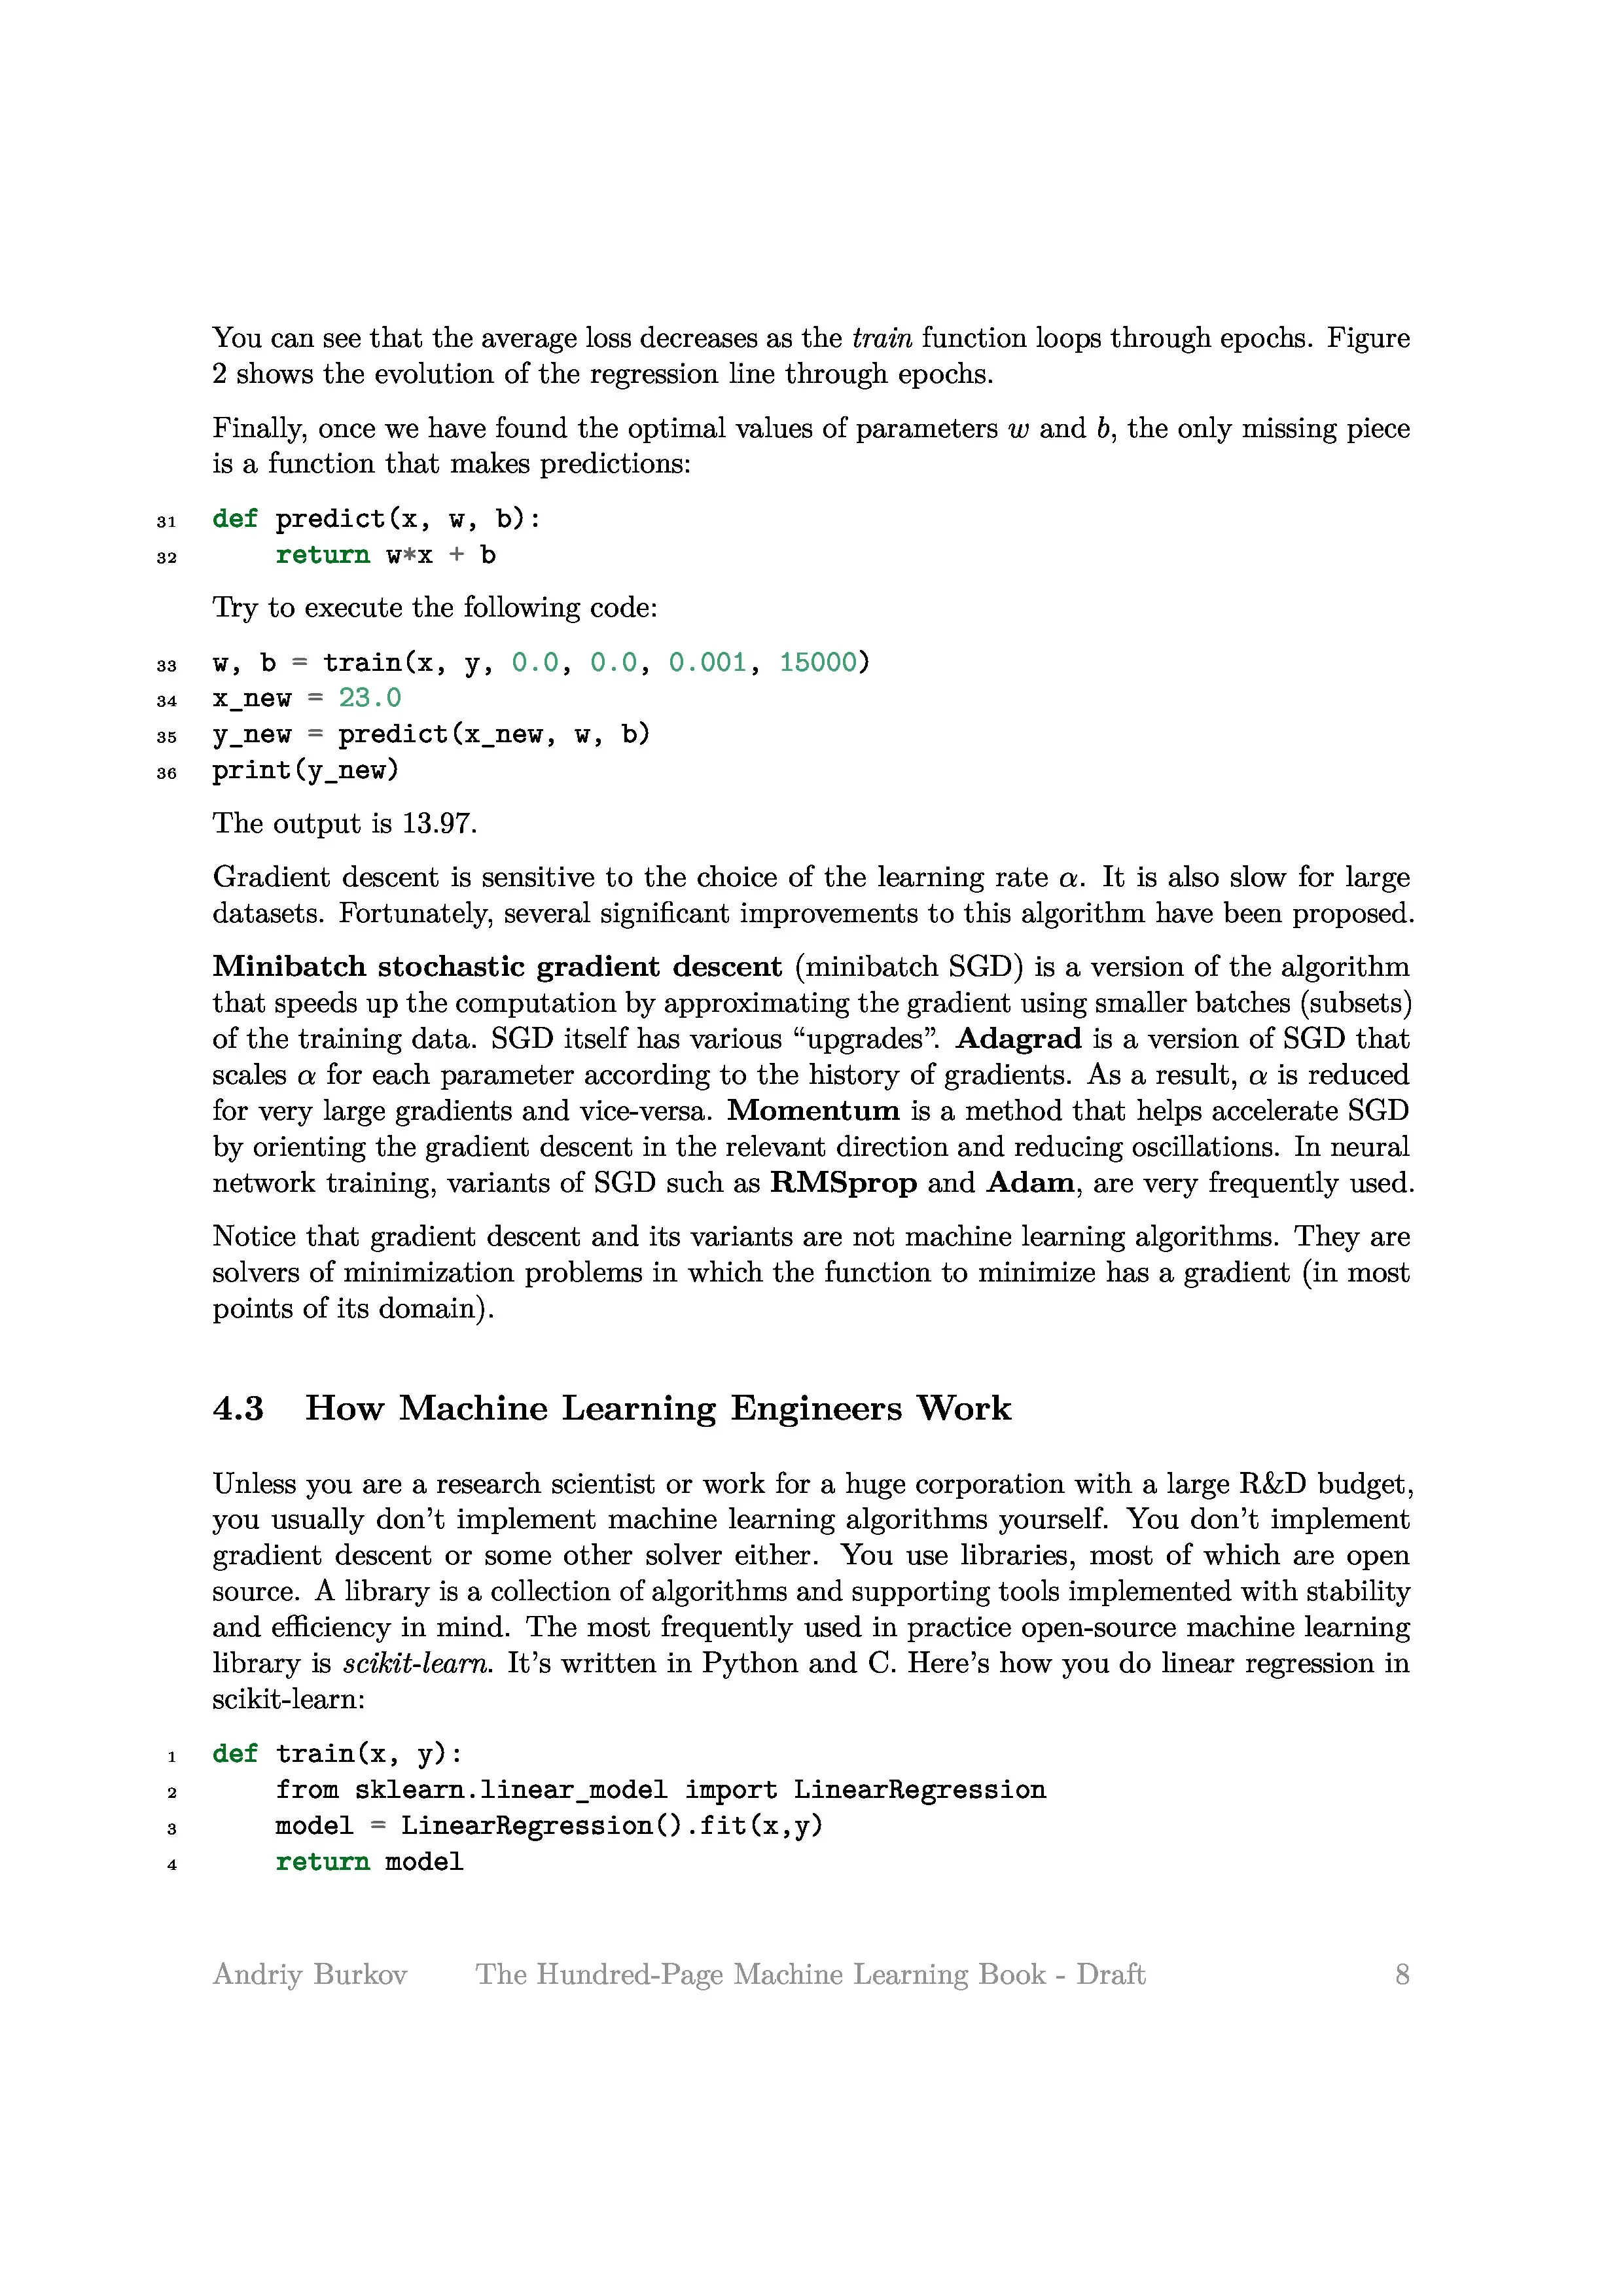 You can see that the average loss decreases as the train function loops through epochs. Figure
2 shows the evolution of the regression line through epochs.
Finally, once we have found the optimal values of parameters w and b, the only missing piece
is a function that makes predictions:
31 def predict(x, w, b):
32     return w*x + b
Try to execute the following code:
33 w, b = train(x, y, 0.0, 0.0, 0.001, 15000)
34 x_new = 23.0
35 y_new = predict(x_new, w, b)
36 print(y_new)
The output is 13.97.
Gradient descent is sensitive to the choice of the learning rate α. It is also slow for large
datasets. Fortunately, several significant improvements to this algorithm have been proposed.
Minibatch stochastic gradient descent (minibatch SGD) is a version of the algorithm
that speeds up the computation by approximating the gradient using smaller batches (subsets)
of the training data. SGD itself has various “upgrades”. Adagrad is a version of SGD that
scales α for each parameter according to the history of gradients. As a result, α is reduced
for very large gradients and vice-versa. Momentum is a method that helps accelerate SGD
by orienting the gradient descent in the relevant direction and reducing oscillations. In neural
network training, variants of SGD such as RMSprop and Adam, are very frequently used.
Notice that gradient descent and its variants are not machine learning algorithms. They are
solvers of minimization problems in which the function to minimize has a gradient (in most
points of its domain).
4.3 How Machine Learning Engineers Work
Unless you are a research scientist or work for a huge corporation with a large R&D budget,
you usually don’t implement machine learning algorithms yourself. You don’t implement
gradient descent or some other solver either. You use libraries, most of which are open
source. A library is a collection of algorithms and supporting tools implemented with stability
and efficiency in mind. The most frequently used in practice open-source machine learning
library is scikit-learn. It’s written in Python and C. Here’s how you do linear regression in
scikit-learn:
1 def train(x, y):
2     from sklearn.linear_model import LinearRegression
3     model = LinearRegression().fit(x,y)
4     return model
Andriy Burkov The Hundred-Page Machine Learning Book - Draft 8